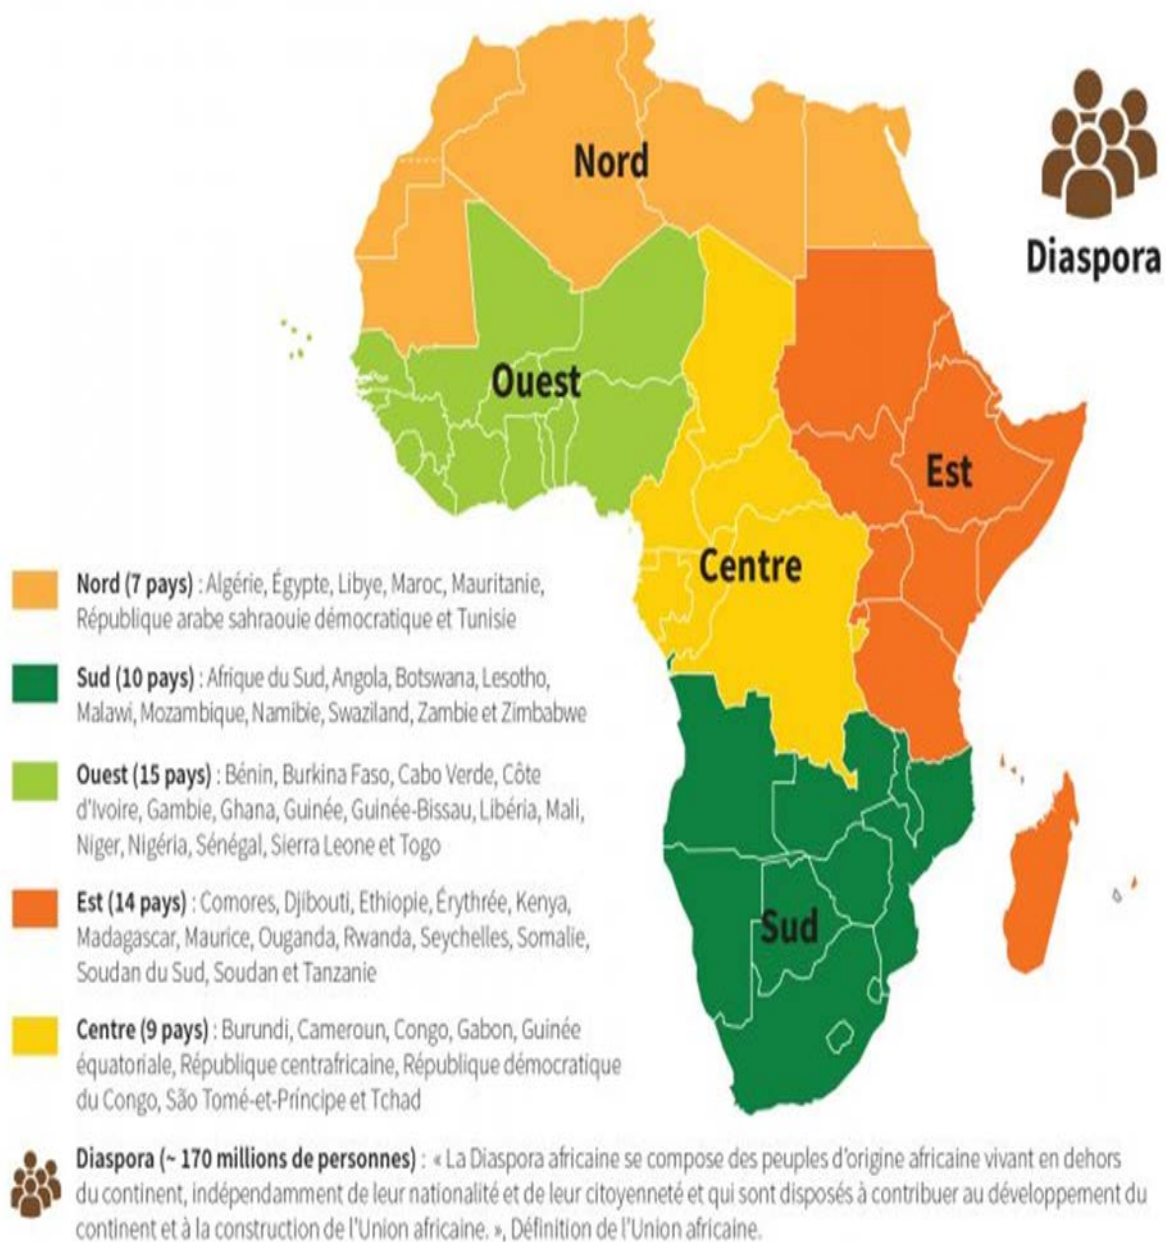 Nord
Diaspora
Ouest
Est
Centre
Sud
Nord (7 pays) : Algérie, Égypte, Libye, Maroc, Mauritanie,
République arabe sahraouie démocratique et Tunisie
Sud (10 pays) : Afrique du Sud, Angola, Botswana, Lesotho,
Malawi, Mozambique, Namibie, Swaziland, Zambie et Zimbabwe
Ouest (15 pays) : Bénin, Burkina Faso, Cabo Verde, Côte
d'Ivoire, Gambie, Ghana, Guinée, Guinée-Bissau, Libéria, Mali,
Niger, Nigéria, Sénégal, Sierra Leone et Togo
Est (14 pays) : Comores, Djibouti, Ethiopie, Érythrée, Kenya,
Madagascar, Maurice, Ouganda, Rwanda, Seychelles, Somalie,
Soudan du Sud, Soudan et Tanzanie
Centre (9 pays) : Burundi, Cameroun, Congo, Gabon, Guinée
équatoriale, République centrafricaine, République démocratique
du Congo, São Tomé-et-Príncipe et Tchad
Diaspora (~ 170 millions de personnes) : « La Diaspora africaine se compose des peuples d'origine africaine vivant en dehors
du continent, indépendamment de leur nationalité et de leur citoyenneté et qui sont disposés à contribuer au développement du
continent et à la construction de l'Union africaine. », Définition de l'Union africaine.